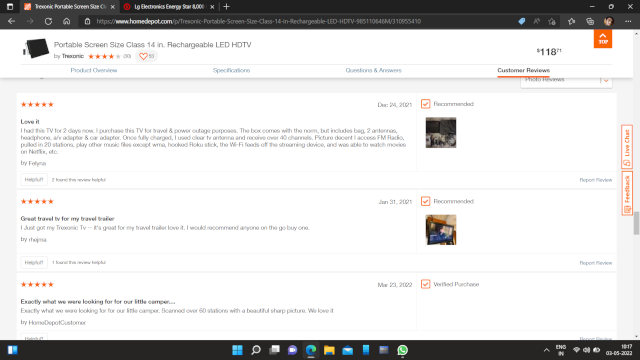 Trexonic Portable Screen Size Cla
Lg Electronics Energy Star 8,000
https://www.homedepot.com/p/Trexonic-Portable-Screen-Size-Class-14-in-Rechargeable-LED-HDTV-985110646M/310955410
Portable Screen Size Class 14 in. Rechargeable LED HDTV
by Trexonic
$118 71
TOP
Product Overview
Specifications
Questions & Answers
Customer Reviews
Photo Reviews
Dec 24, 2021
Recommended
Love it
I had this TV for 2 days now. I purchase this TV for travel & power outage purposes. The box comes with the norm, but includes bag, 2 antennas,
headphone, a/v adapter & car adapter. Once fully charged, I used clear tv antenna and receive over 40 channels. Picture decent I access FM Radio,
pulled in 20 stations, play other music files except wma, hooked Roku stick, the Wi-Fi feeds off the streaming device, and was able to watch movies
on Netflix, etc.
by Felyna
Helpful?
2 found this review helpful
Report Review
Jan 31, 2021
Recommended
Great travel tv for my travel trailer
I Just got my Trexonic Tv -- it's great for my travel trailer love it. I would recommend anyone on the go buy one.
by rhejma
Helpful?
1 found this review helpful
Report Review
Mar 23, 2022
Verified Purchase
Exactly what we were looking for for our little camper....
Exactly what we were looking for for our little camper. Scanned over 60 stations with a beautiful sharp picture. We love it
by HomeDepotCustomer
Helpful?
Report Review
Live Chat
Feedback
ENG
IN
18:17
03-05-2022